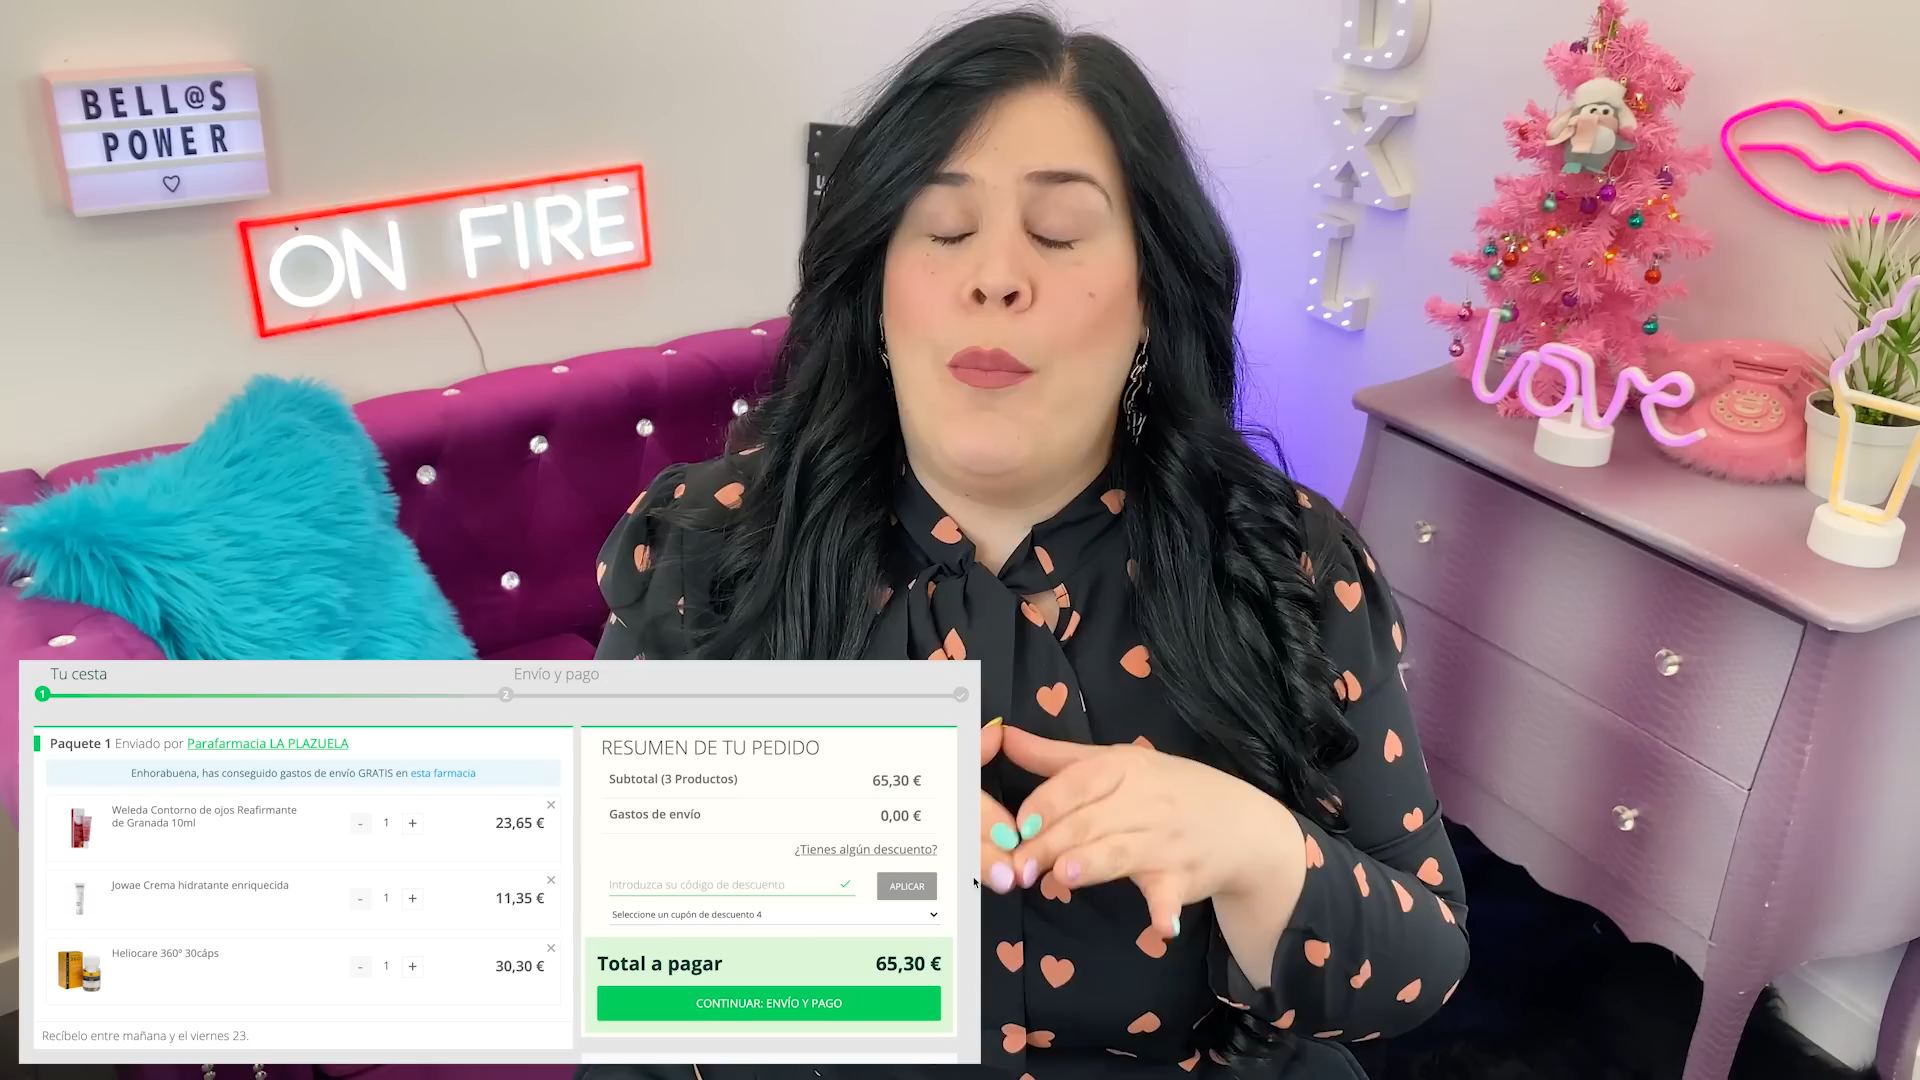 BELL@S
POWER
ON FIRE
love
Tu cesta
Envío y pago
1
2
Paquete 1 Enviado por Parafarmacia LA PLAZUELA
Enhorabuena, has conseguido gastos de envío GRATIS en esta farmacia
Weleda Contorno de ojos Reafirmante
de Granada 10ml
- 1 +
23,65 €
Jowae Crema hidratante enriquecida
- 1 +
11,35 €
Heliocare 360º 30cáps
- 1 +
30,30 €
Recíbelo entre mañana y el viernes 23.
RESUMEN DE TU PEDIDO
Subtotal (3 Productos) 65,30 €
Gastos de envío 0,00 €
¿Tienes algún descuento?
Introduzca su código de descuento
APLICAR
Seleccione un cupón de descuento 4
Total a pagar 65,30 €
CONTINUAR: ENVÍO Y PAGO